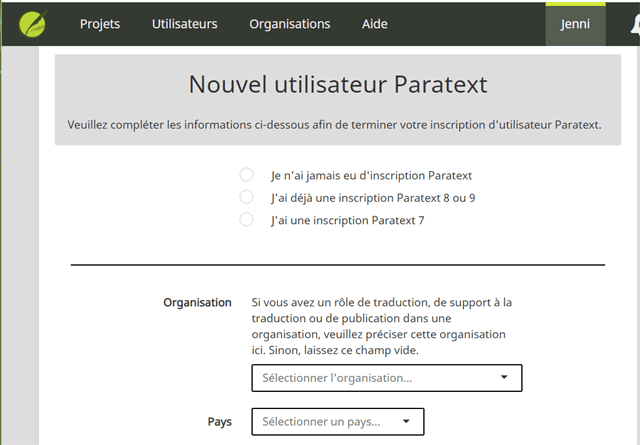 Projets Utilisateurs Organisations Aide Jenni
Nouvel utilisateur Paratext
Veuillez compléter les informations ci-dessous afin de terminer votre inscription d'utilisateur Paratext.
Je n'ai jamais eu d'inscription Paratext
J'ai déjà une inscription Paratext 8 ou 9
J'ai une inscription Paratext 7
Organisation Si vous avez un rôle de traduction, de support à la
traduction ou de publication dans une
organisation, veuillez préciser cette organisation
ici. Sinon, laissez ce champ vide.
Sélectionner l'organisation...
Pays Sélectionner un pays...